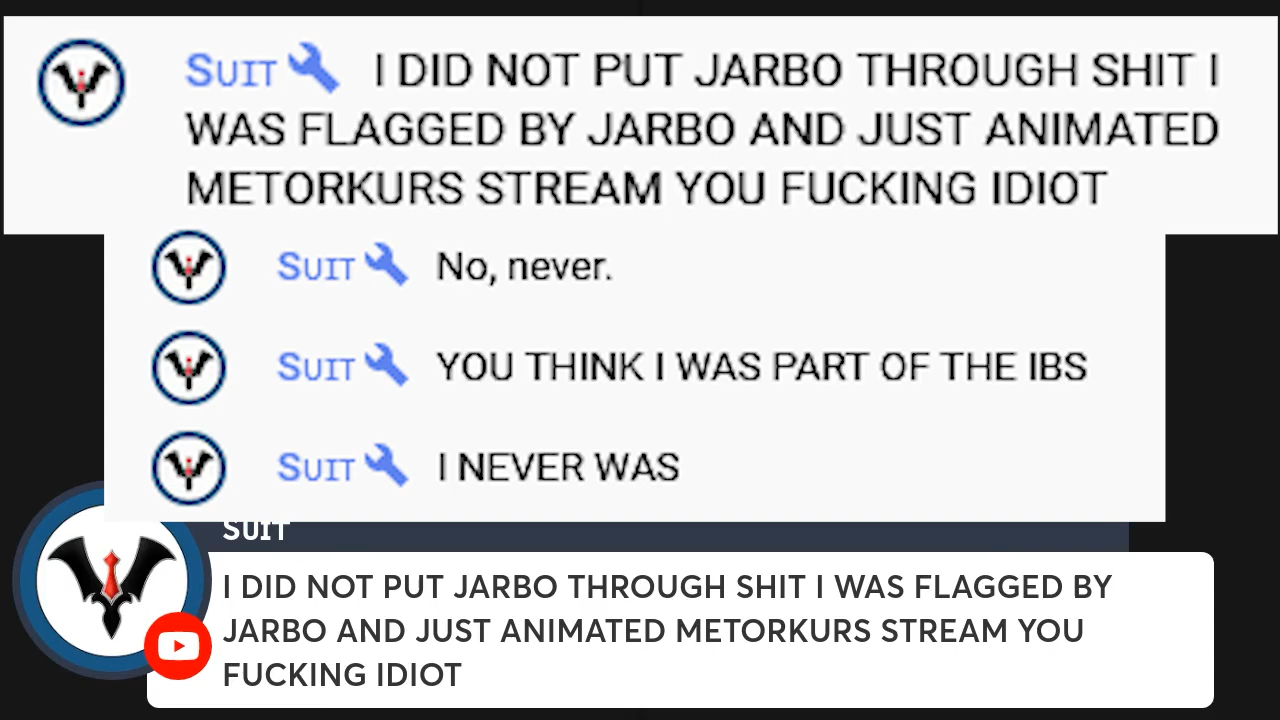 SUIT I DID NOT PUT JARBO THROUGH SHIT I
WAS FLAGGED BY JARBO AND JUST ANIMATED
METORKURS STREAM YOU FUCKING IDIOT
SUIT No, never.
SUIT YOU THINK I WAS PART OF THE IBS
SUIT I NEVER WAS
SUIT
I DID NOT PUT JARBO THROUGH SHIT I WAS FLAGGED BY
JARBO AND JUST ANIMATED METORKURS STREAM YOU
FUCKING IDIOT